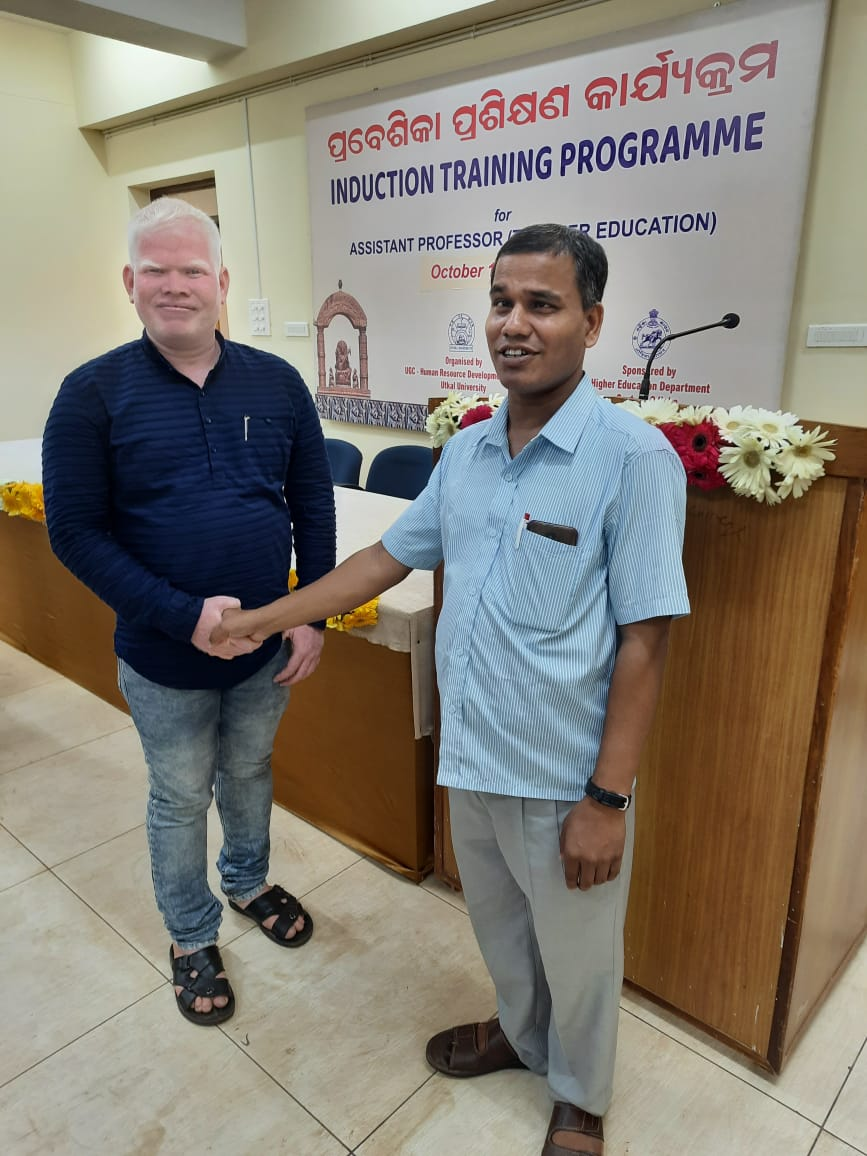 ପ୍ରବେଶିକା ପ୍ରଶିକ୍ଷଣ କାର୍ଯ୍ୟକ୍ରମ
INDUCTION TRAINING PROGRAMME
for
ASSISTANT PROFESSOR EDUCATION)
October
Organised by
UGC - Human Resource
Utkal University
Sponsored by
Higher Education Department